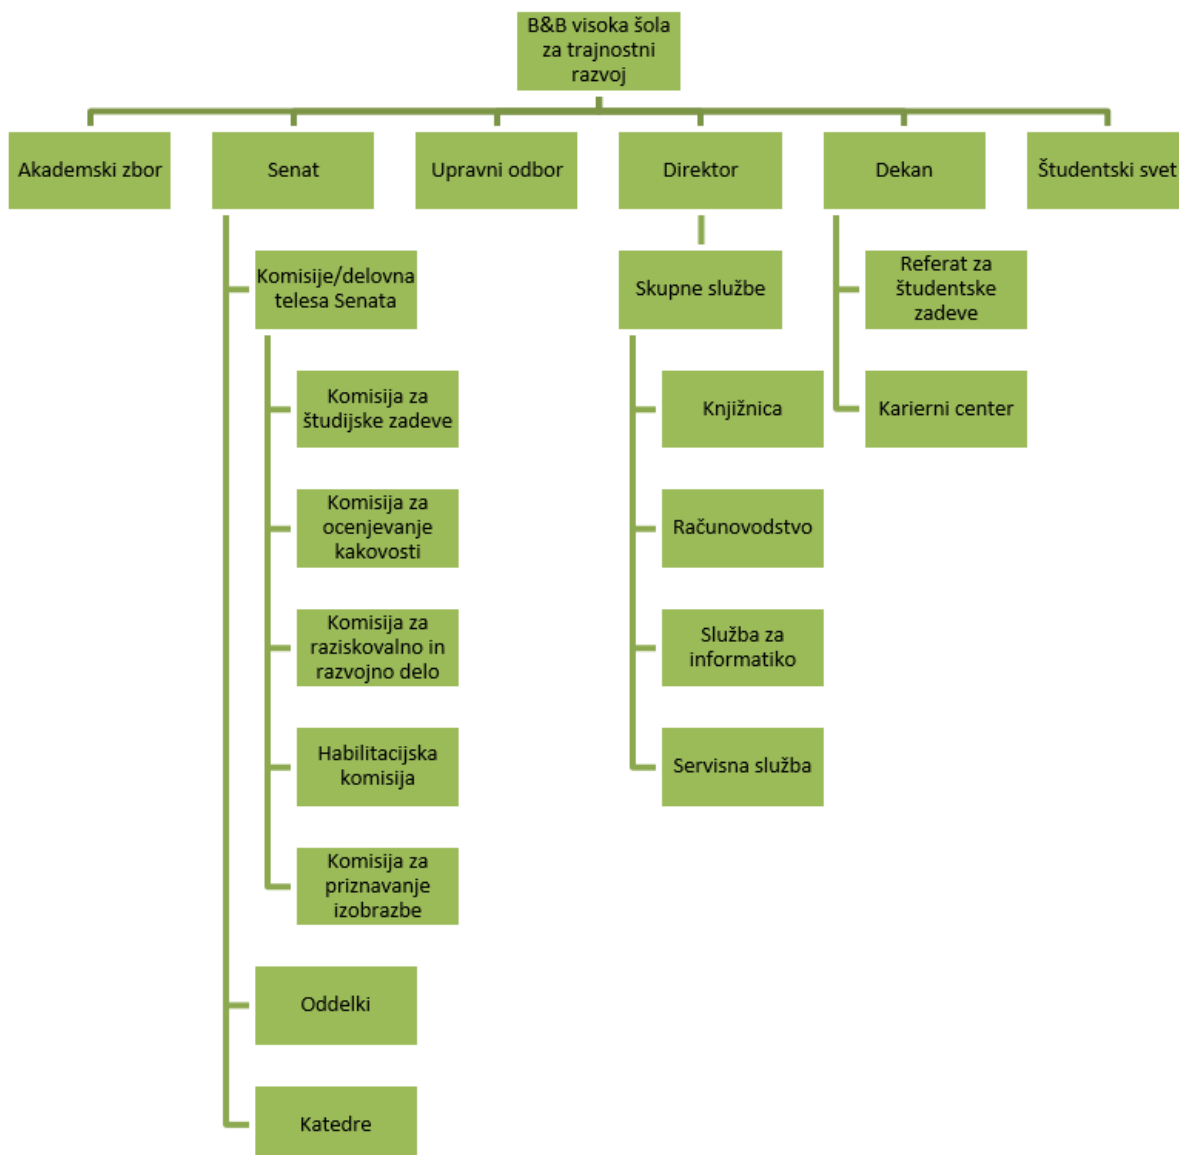 B&B visoka šola
za trajnostni
razvoj
Akademski zbor
Senat
Upravni odbor
Direktor
Dekan
Študentski svet
Komisije/delovna
telesa Senata
Komisija za
študijske zadeve
Komisija za
ocenjevanje
kakovosti
Komisija za
raziskovalno in
razvojno delo
Habilitacijska
komisija
Komisija za
priznavanje
izobrazbe
Oddelki
Katedre
Skupne službe
Knjižnica
Računovodstvo
Služba za
informatiko
Servisna služba
Referat za
študentske
zadeve
Karierni center